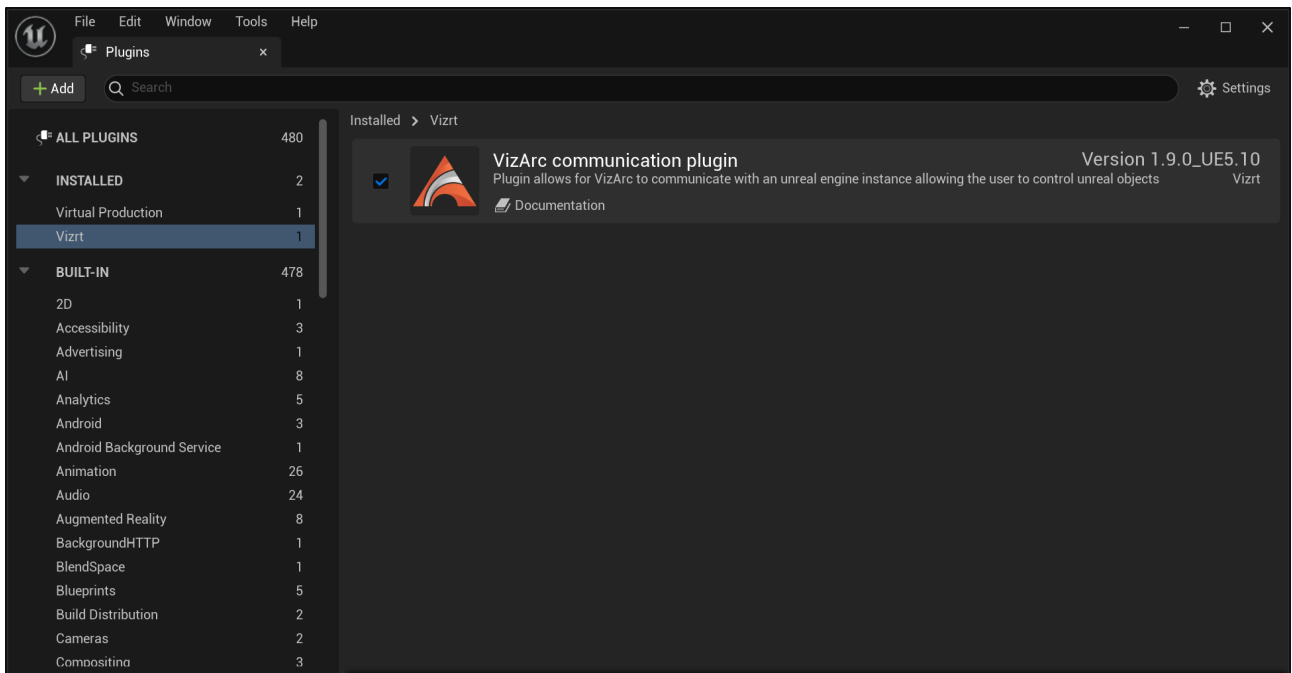 File Edit Window Tools Help
Plugins
Add
Search
Settings
ALL PLUGINS 480
INSTALLED 2
Virtual Production 1
Vizrt 1
BUILT-IN 478
2D 1
Accessibility 3
Advertising 1
AI 8
Analytics 5
Android 3
Android Background Service 1
Animation 26
Audio 24
Augmented Reality 8
BackgroundHTTP 1
BlendSpace 1
Blueprints 5
Build Distribution 2
Cameras 2
Compositing 3
Installed > Vizrt
VizArc communication plugin Version 1.9.0_UE5.10
Plugin allows for VizArc to communicate with an unreal engine instance allowing the user to control unreal objects Vizrt
Documentation